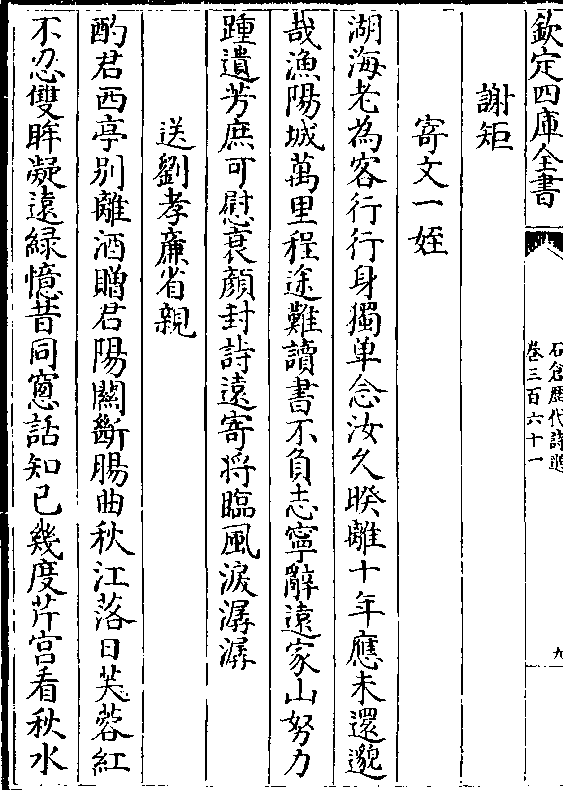 欽定四庫全書
石倉歷代詩選
卷三百六十一
九
謝矩
寄文一姪
湖海老為客行行身獨単念汝久暌離十年應未還邈
哉漁陽城萬里程途難讀書不負志寧辭遠家山努力
踵遺芳庶可慰衰顔封詩遠寄将臨風淚潺潺
送劉孝廉省親
酌君西亭别離酒贈君陽關斷腸曲秋江落日芙蓉紅
不忍雙眸凝遠緑憶昔同窻話知已幾度芹宫看秋水